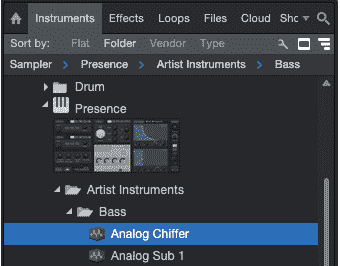 Instruments Effects Loops Files Cloud Sho
Sort by: Flat Folder Vendor Type
Sampler Presence Artist Instruments Bass
Drum
Presence
Artist Instruments
Bass
Analog Chiffer
Analog Sub 1